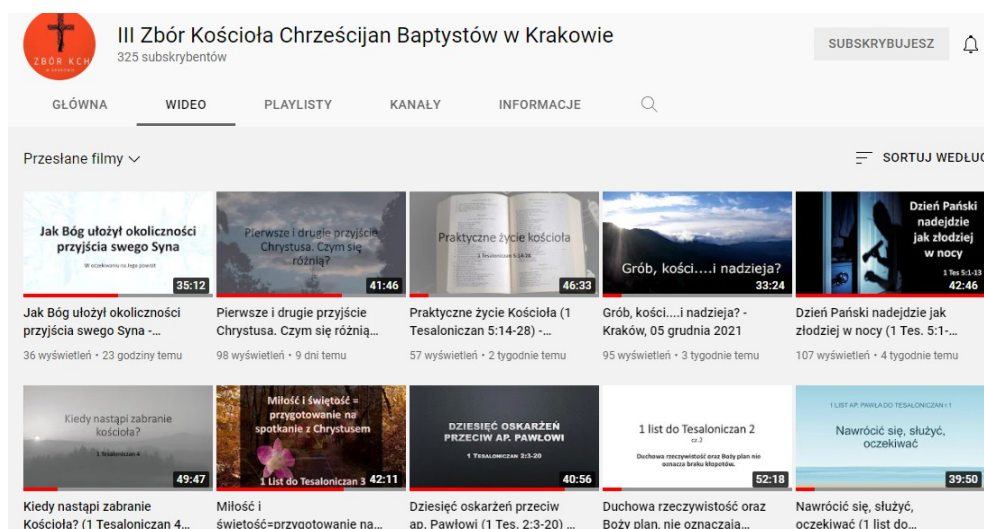 III Zbór Kościoła Chrześcijan Baptystów w Krakowie
325 subskrybentów
ZBÓR KCH
SUBSKRYBUJESZ
GŁÓWNA WIDEO PLAYLISTY KANAŁY INFORMACJE
Przesłane filmy
SORTUJ WEDŁUG
Jak Bóg ułożył okoliczności
przyjścia swego Syna
W oczekiwaniu na Jego powrót
35:12
Jak Bóg ułożył okoliczności
przyjścia swego Syna -...
36 wyświetleń • 23 godziny temu
Pierwsze i drugie przyjście
Chrystusa. Czym się
różnią?
41:46
Pierwsze i drugie przyjście
Chrystusa. Czym się różnią...
98 wyświetleń • 9 dni temu
Praktyczne życie kościoła
1 Tesaloniczan 5:14-28
46:33
Praktyczne życie Kościoła (1
Tesaloniczan 5:14-28) -...
57 wyświetleń • 2 tygodnie temu
Grób, kości....i nadzieja?
33:24
Grób, kości....i nadzieja? -
Kraków, 05 grudnia 2021
95 wyświetleń • 3 tygodnie temu
Dzień Pański
nadejdzie
jak złodziej
w nocy
1 Tes 5:1-13
42:46
Dzień Pański nadejdzie jak
złodziej w nocy (1 Tes. 5:1-...
107 wyświetleń • 4 tygodnie temu
Kiedy nastąpi zabranie
kościoła?
1 Tesaloniczan 4
49:47
Kiedy nastąpi zabranie
Kościoła? (1 Tesaloniczan 4...
Miłość i świętość =
przygotowanie na
spotkanie z Chrystusem
1 List do Tesaloniczan 3
42:11
Miłość i
świętość=przygotowanie na...
DZIESIĘĆ OSKARŻEŃ
PRZECIW AP. PAWŁOWI
1 TESALONICZAN 2:3-20
40:56
Dziesięć oskarżeń przeciw
ap. Pawłowi (1 Tes. 2:3-20) ...
1 list do Tesaloniczan 2
cz.2
Duchowa rzeczywistość oraz Boży plan nie
oznacza braku kłopotów.
52:18
Duchowa rzeczywistość oraz
Boży plan, nie oznaczają...
1 LIST AP. PAWŁA DO TESALONICZAN r.1
Nawrócić się, służyć,
oczekiwać
39:50
Nawrócić się, służyć,
oczekiwać (1 list do...